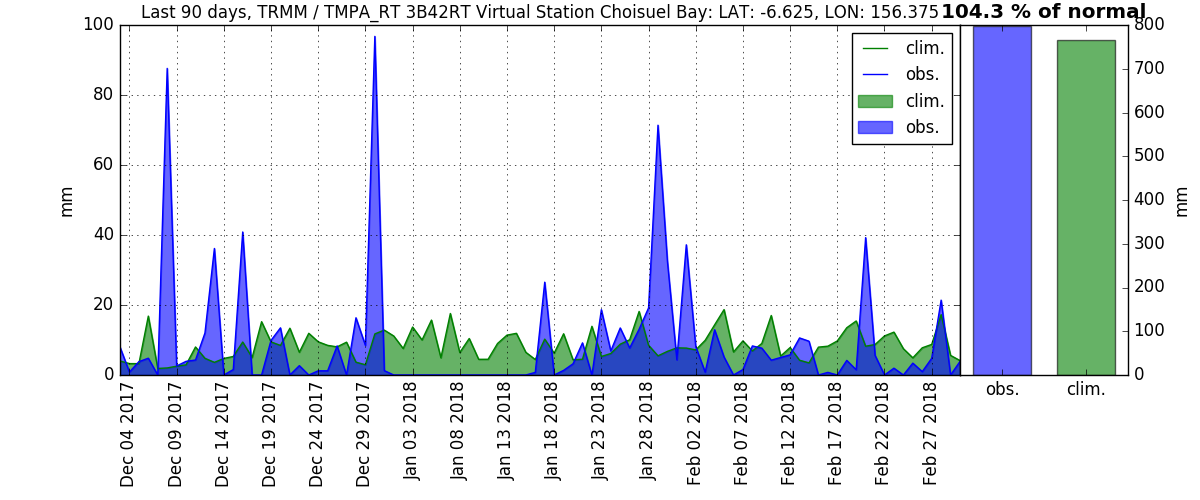 Last 90 days, TRMM / TMPA_RT 3B42RT Virtual Station Choisuel Bay: LAT: -6.625, LON: 156.375
104.3 % of normal
clim.
obs.
clim.
obs.
100
80
60
40
20
0
mm
Dec 04 2017
Dec 09 2017
Dec 14 2017
Dec 19 2017
Dec 24 2017
Dec 29 2017
Jan 03 2018
Jan 08 2018
Jan 13 2018
Jan 18 2018
Jan 23 2018
Jan 28 2018
Feb 02 2018
Feb 07 2018
Feb 12 2018
Feb 17 2018
Feb 22 2018
Feb 27 2018
800
700
600
500
400
300
200
100
0
mm
obs.
clim.